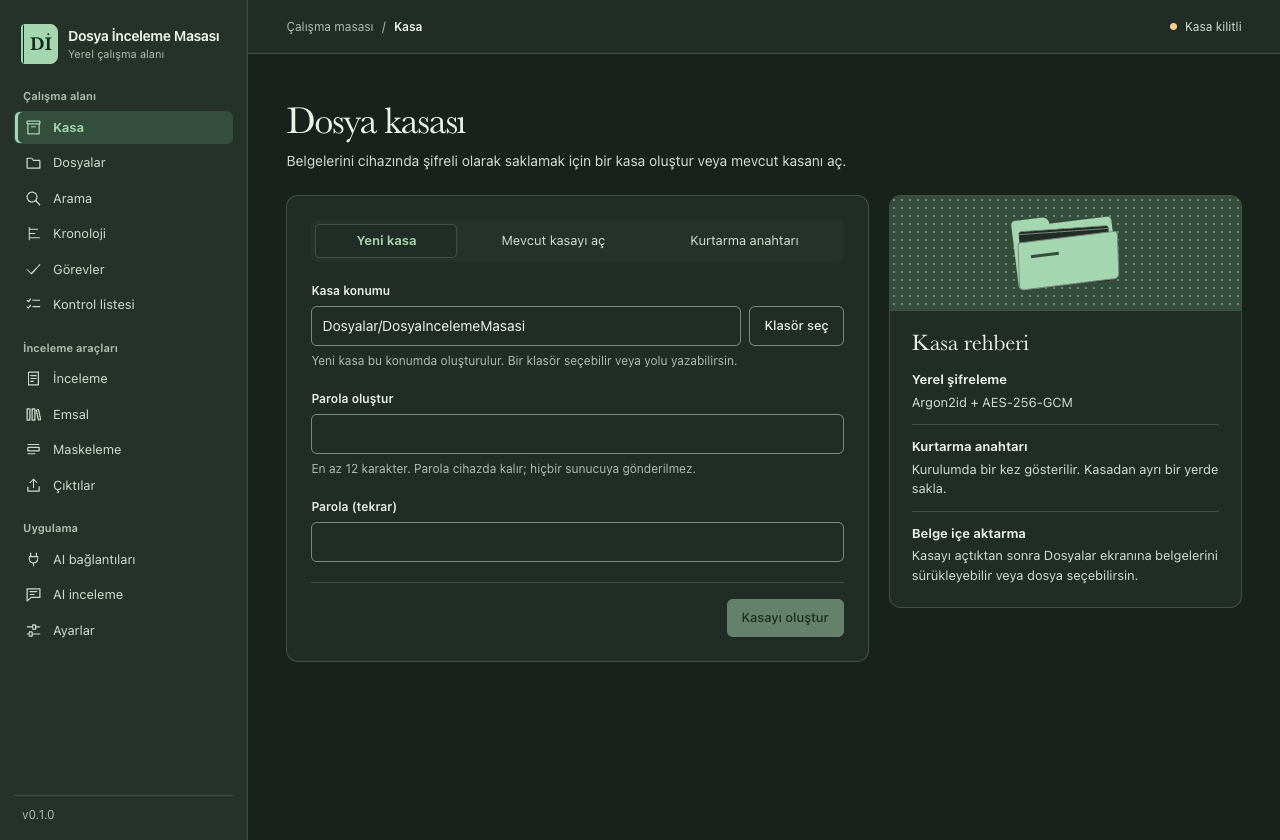 Dİ
Dosya İnceleme Masası
Yerel çalışma alanı
Çalışma alanı
Kasa
Dosyalar
Arama
Kronoloji
Görevler
Kontrol listesi
İnceleme araçları
İnceleme
Emsal
Maskeleme
Çıktılar
Uygulama
AI bağlantıları
AI inceleme
Ayarlar
v0.1.0
Çalışma masası / Kasa
Kasa kilitli
Dosya kasası
Belgelerini cihazında şifreli olarak saklamak için bir kasa oluştur veya mevcut kasanı aç.
Yeni kasa
Mevcut kasayı aç
Kurtarma anahtarı
Kasa konumu
Dosyalar/DosyaIncelemeMasasi
Klasör seç
Yeni kasa bu konumda oluşturulur. Bir klasör seçebilir veya yolu yazabilirsin.
Parola oluştur
En az 12 karakter. Parola cihazda kalır; hiçbir sunucuya gönderilmez.
Parola (tekrar)
Kasayı oluştur
Kasa rehberi
Yerel şifreleme
Argon2id + AES-256-GCM
Kurtarma anahtarı
Kurulumda bir kez gösterilir. Kasadan ayrı bir yerde
sakla.
Belge içe aktarma
Kasayı açtıktan sonra Dosyalar ekranına belgelerini
sürükleyebilir veya dosya seçebilirsin.